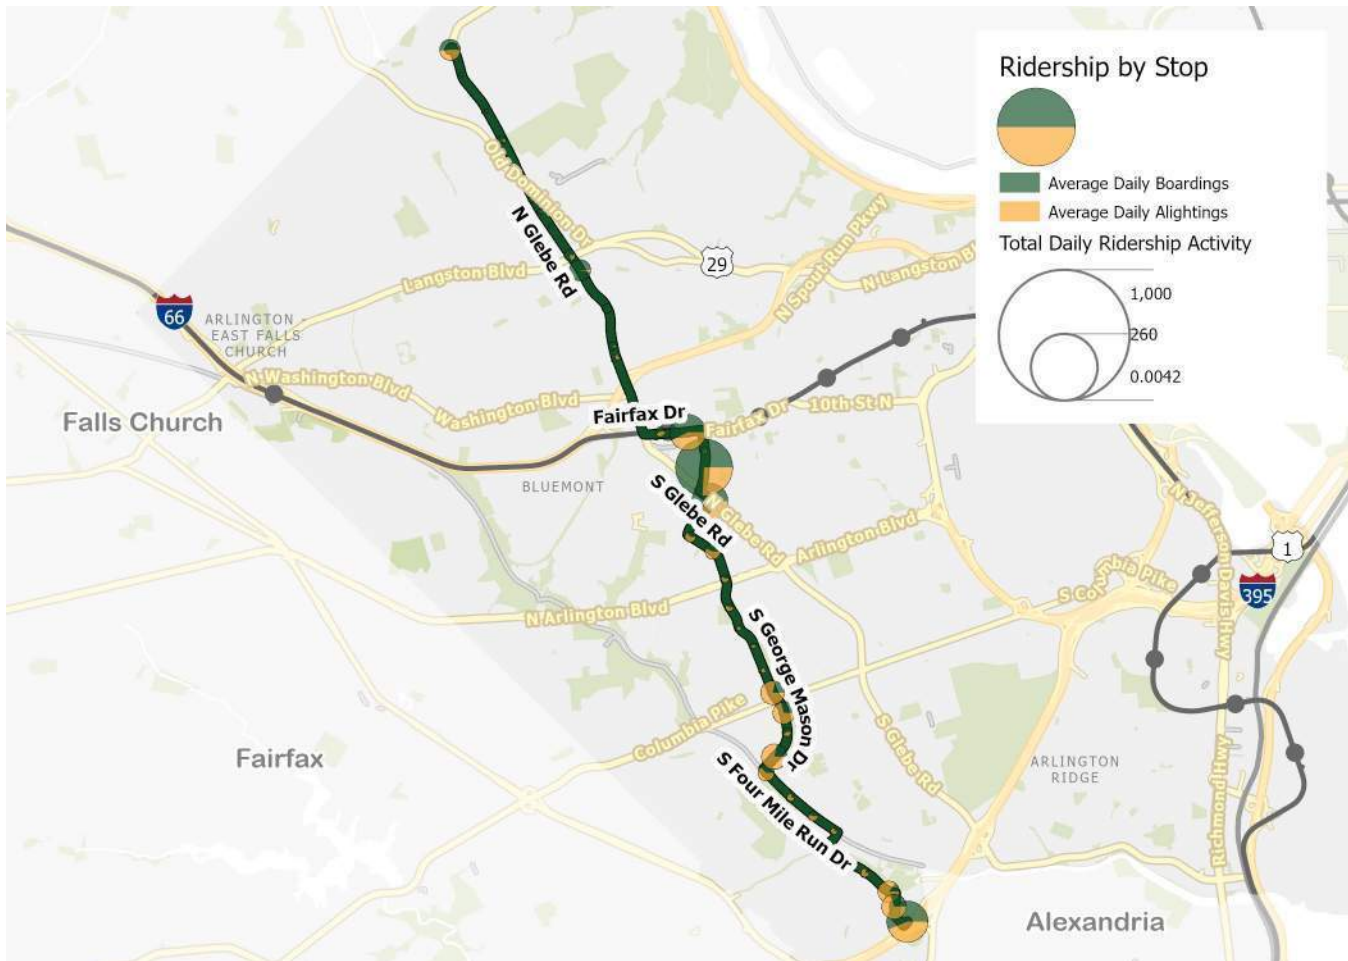 Ridership by Stop
Average Daily Boardings
Average Daily Alightings
Total Daily Ridership Activity
1,000
260
0.0042
Old Dominion Dr
N Glebe Rd
Langston Blvd
29
N Spout Run Pkwy
N Langston Bl
66
ARLINGTON -
EAST FALLS
CHURCH
N Washington Blvd
Washington Blvd
Falls Church
Fairfax Dr
Fairfax Dr
10th St N
BLUEMONT
S Glebe Rd
N Glebe Rd
Arlington Blvd
N Arlington Blvd
N Jefferson Davis Hwy
1
395
S Columbia Pike
S George Mason Dr
Columbia Pike
S Glebe Rd
Fairfax
S Four Mile Run Dr
ARLINGTON
RIDGE
Richmond Hwy
Alexandria